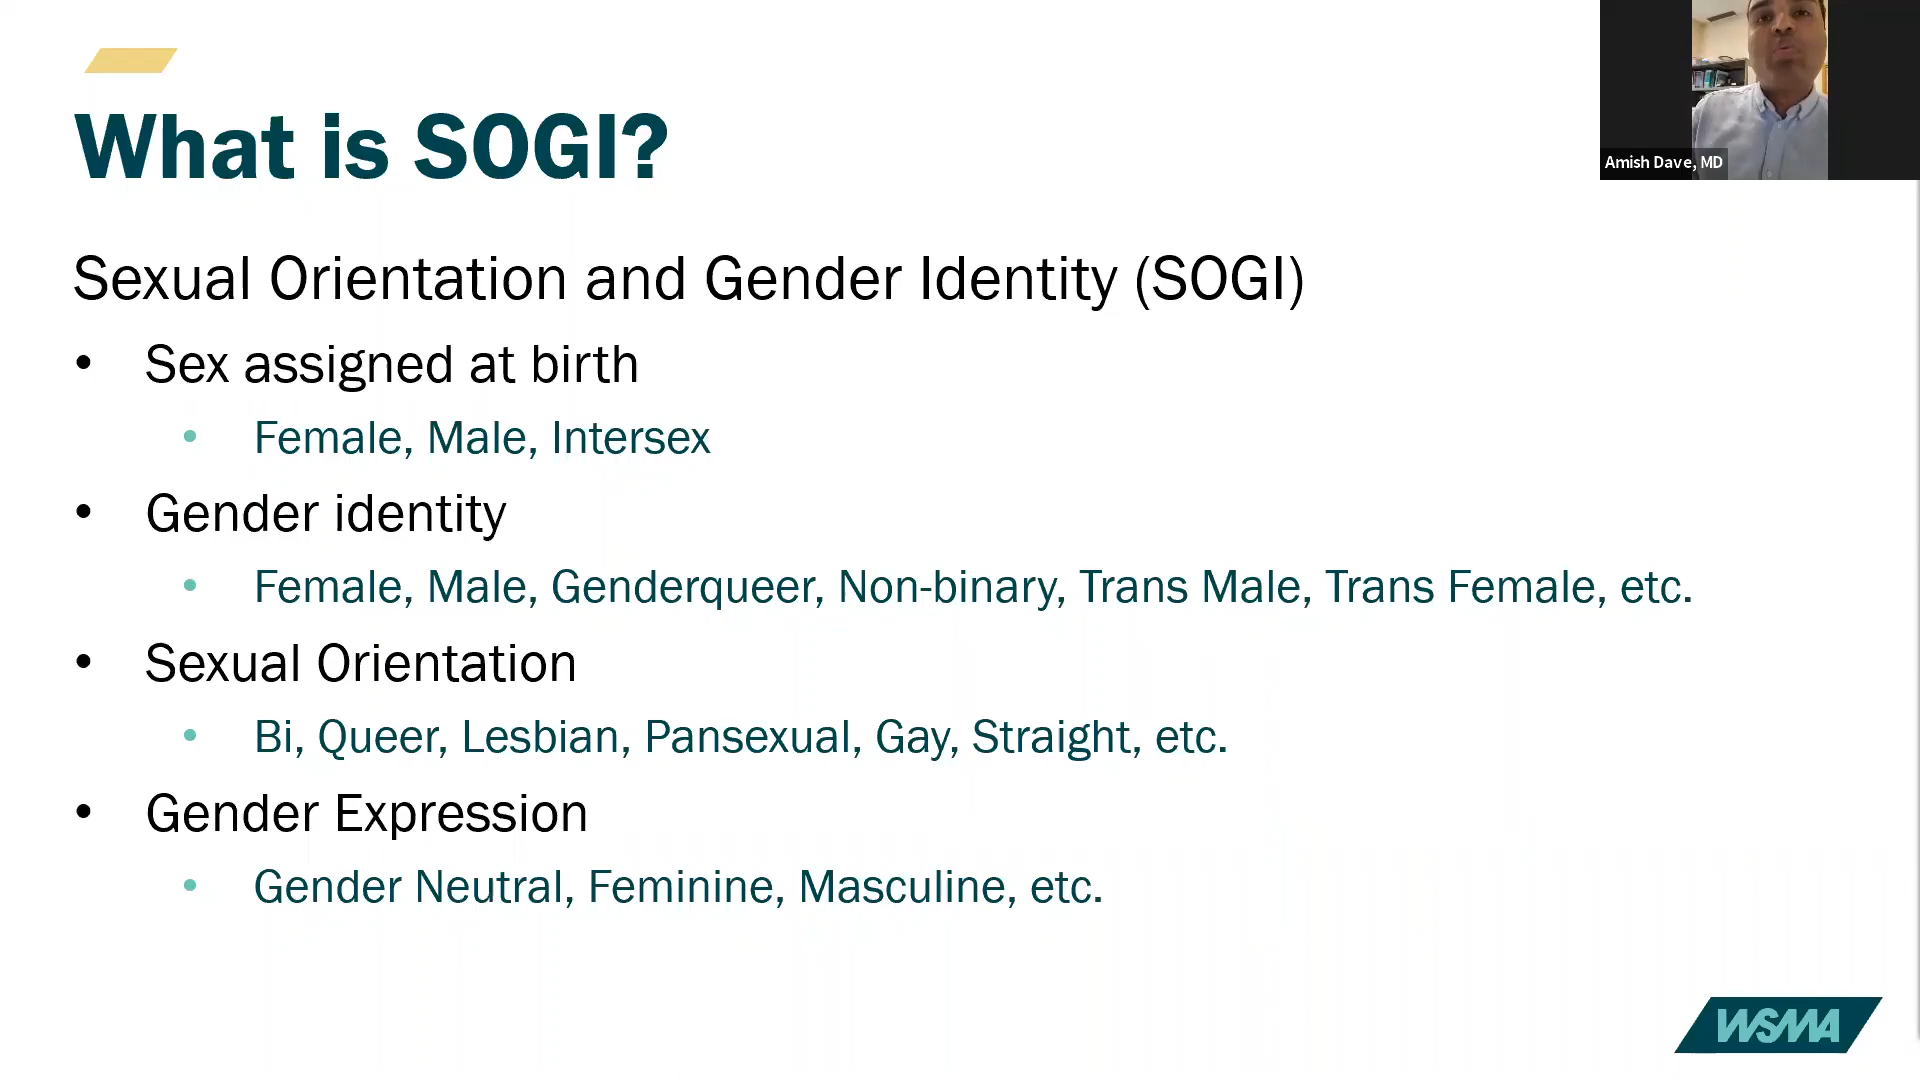 What is SOGI?
Amish Dave, MD
Sexual Orientation and Gender Identity (SOGI)
• Sex assigned at birth
• Female, Male, Intersex
• Gender identity
• Female, Male, Genderqueer, Non-binary, Trans Male, Trans Female, etc.
• Sexual Orientation
• Bi, Queer, Lesbian, Pansexual, Gay, Straight, etc.
• Gender Expression
• Gender Neutral, Feminine, Masculine, etc.
WSMA